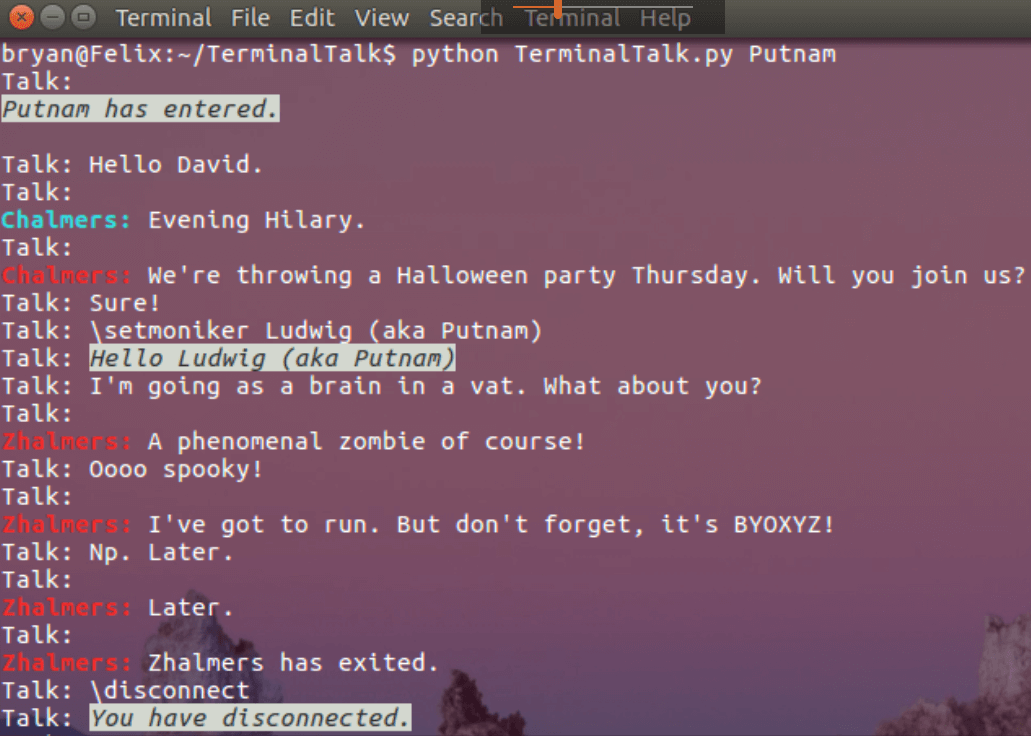 Terminal File Edit View Search Terminal Help
bryan@Felix:~/TerminalTalk$ python TerminalTalk.py Putnam
Talk:
Putnam has entered.
Talk: Hello David.
Talk:
Chalmers: Evening Hilary.
Talk:
Chalmers: We're throwing a Halloween party Thursday. Will you join us?
Talk: Sure!
Talk: \setmoniker Ludwig (aka Putnam)
Talk: Hello Ludwig (aka Putnam)
Talk: I'm going as a brain in a vat. What about you?
Talk:
Zhalmers: A phenomenal zombie of course!
Talk: Oooo spooky!
Talk:
Zhalmers: I've got to run. But don't forget, it's BYOXYZ!
Talk: Np. Later.
Talk:
Zhalmers: Later.
Talk:
Zhalmers: Zhalmers has exited.
Talk: \disconnect
Talk: You have disconnected.